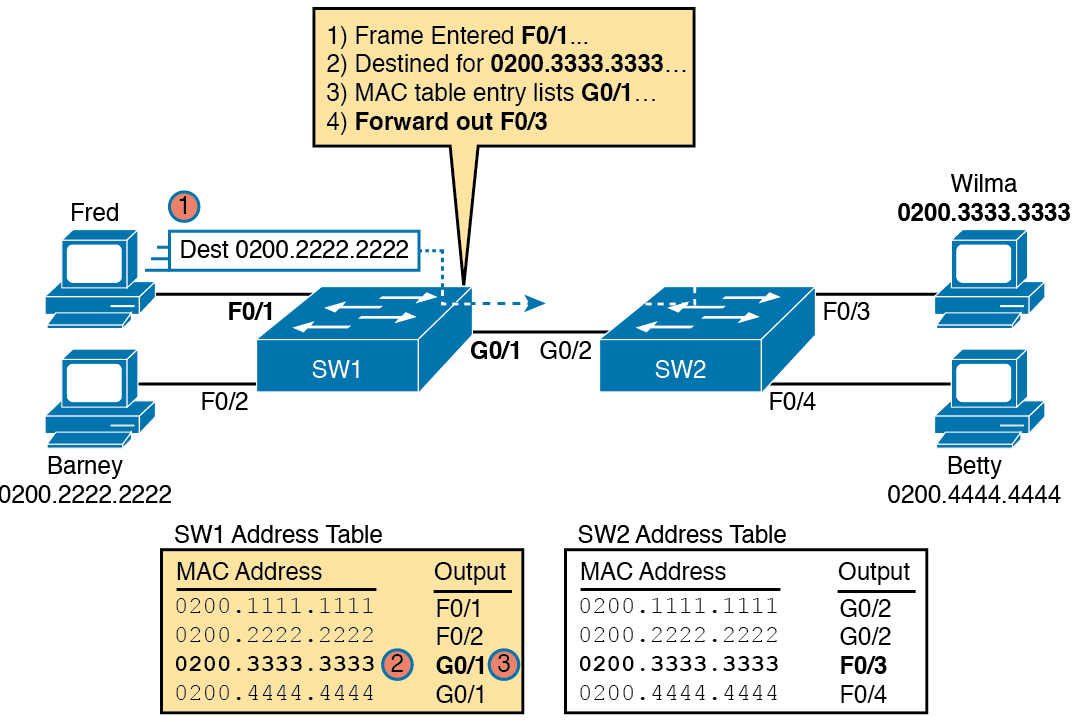 1) Frame Entered F0/1...
2) Destined for 0200.3333.3333...
3) MAC table entry lists G0/1...
4) Forward out F0/3
Wilma
0200.3333.3333
Fred
1
Dest 0200.2222.2222
F0/1
F0/3
SW1
G0/1
G0/2
SW2
F0/2
F0/4
Barney
0200.2222.2222
Betty
0200.4444.4444
SW1 Address Table
MAC Address Output
0200.1111.1111 F0/1
0200.2222.2222 F0/2
0200.3333.3333 2 G0/1 3
0200.4444.4444 G0/1
SW2 Address Table
MAC Address Output
0200.1111.1111 G0/2
0200.2222.2222 G0/2
0200.3333.3333 F0/3
0200.4444.4444 F0/4